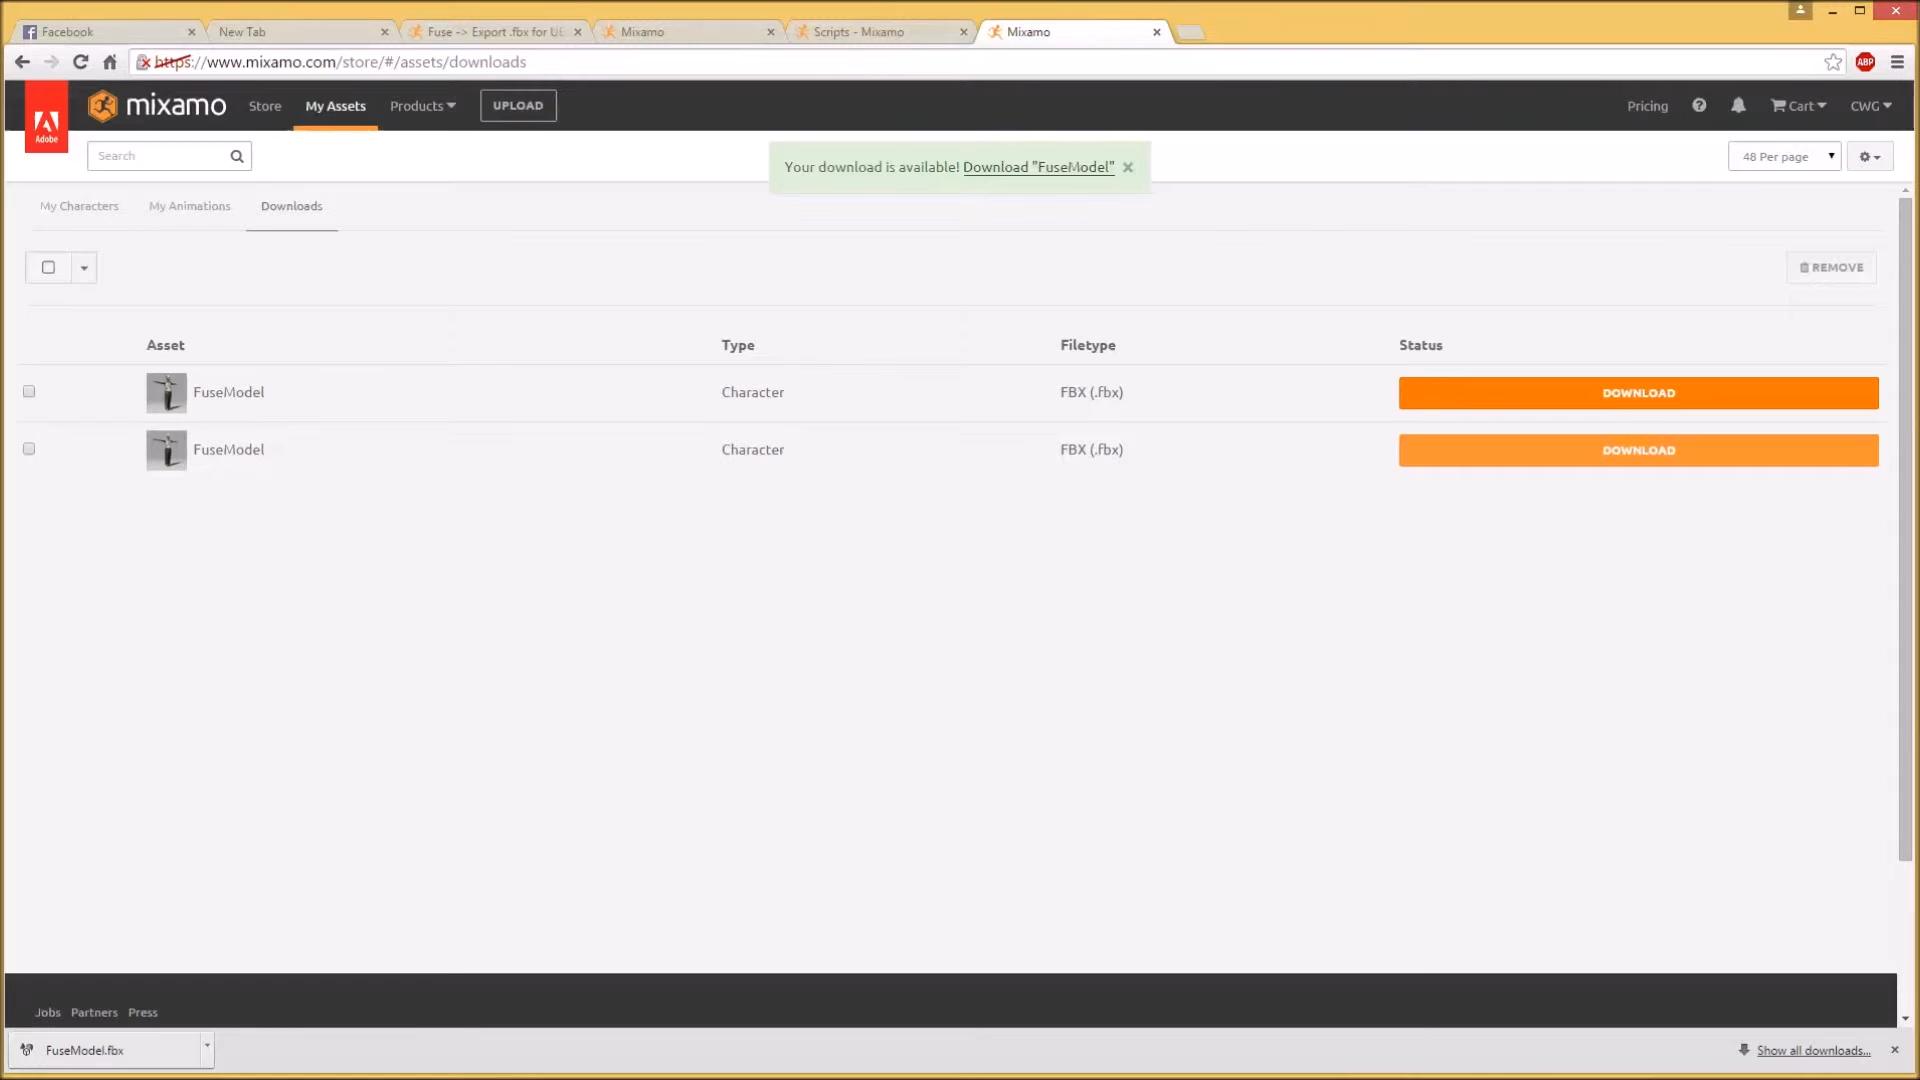 Facebook
New Tab
Fuse -> Export .fbx for UE
Mixamo
Scripts - Mixamo
Mixamo
https://www.mixamo.com/store/#/assets/downloads
ABP
Adobe
mixamo
Store
My Assets
Products
UPLOAD
Pricing
Cart
CWG
Search
Your download is available! Download "FuseModel"
48 Per page
My Characters
My Animations
Downloads
REMOVE
Asset Type Filetype Status
FuseModel Character FBX (.fbx) DOWNLOAD
FuseModel Character FBX (.fbx) DOWNLOAD
Jobs Partners Press
FuseModel.fbx
Show all downloads...